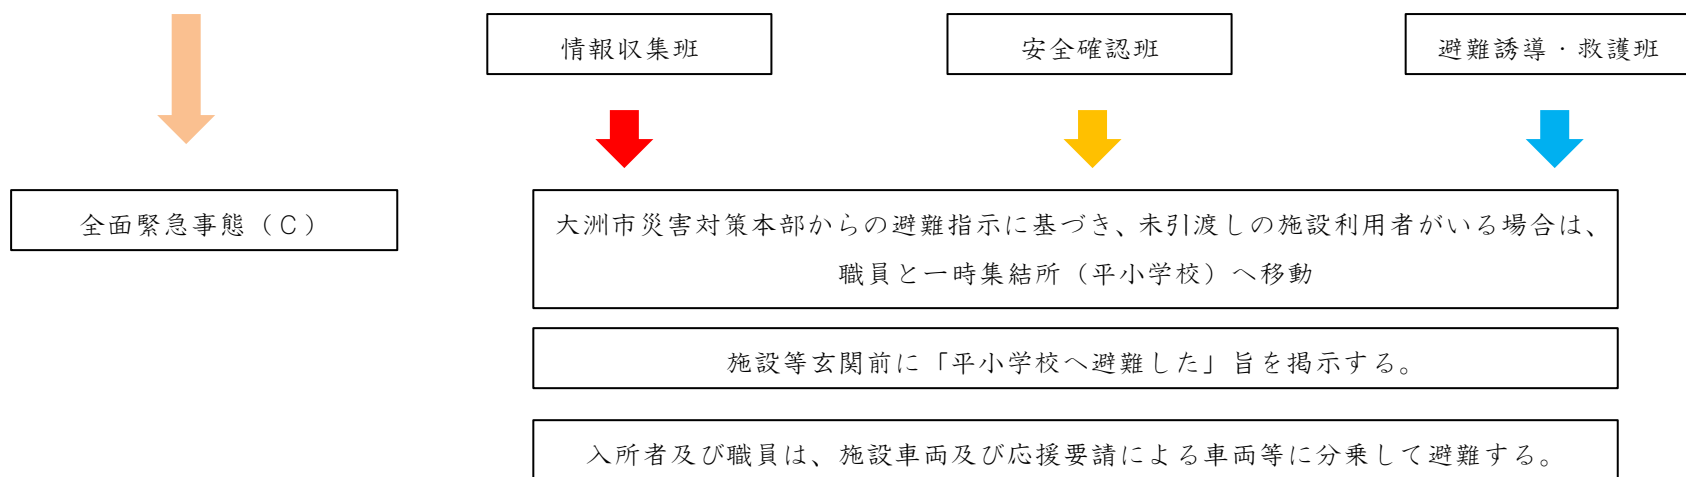 情報収集班
安全確認班
避難誘導・救護班
全面緊急事態（C）
大洲市災害対策本部からの避難指示に基づき、未引渡しの施設利用者がいる場合は、
職員と一時集結所（平小学校）へ移動
施設等玄関前に「平小学校へ避難した」旨を掲示する。
入所者及び職員は、施設車両及び応援要請による車両等に分乗して避難する。